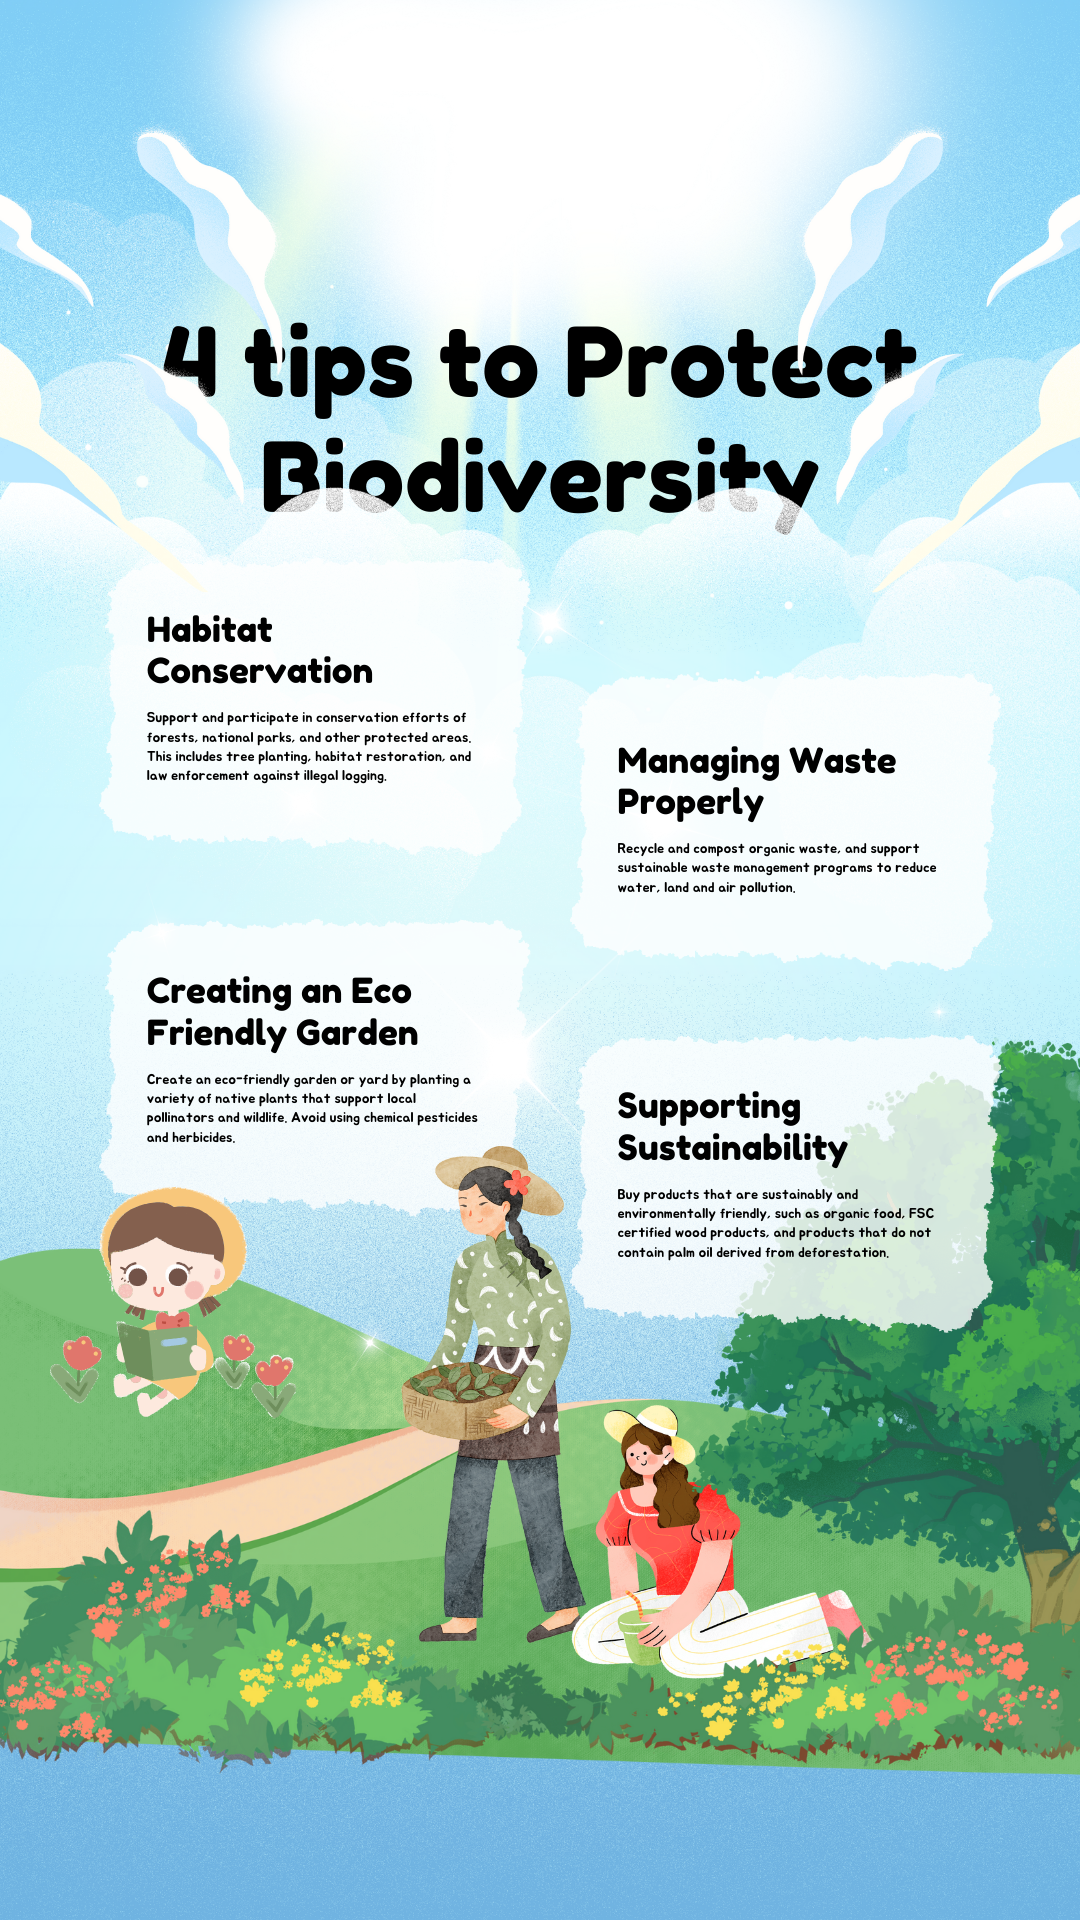 4 tips to Protect
Biodiversity
Habitat
Conservation
Support and participate in conservation efforts of
forests, national parks, and other protected areas.
This includes tree planting, habitat restoration, and
law enforcement against illegal logging.
Managing Waste
Properly
Recycle and compost organic waste, and support
sustainable waste management programs to reduce
water, land and air pollution.
Creating an Eco
Friendly Garden
Create an eco-friendly garden or yard by planting a
variety of native plants that support local
pollinators and wildlife. Avoid using chemical pesticides
and herbicides.
Supporting
Sustainability
Buy products that are sustainably and
environmentally friendly, such as organic food, FSC
certified wood products, and products that do not
contain palm oil derived from deforestation.